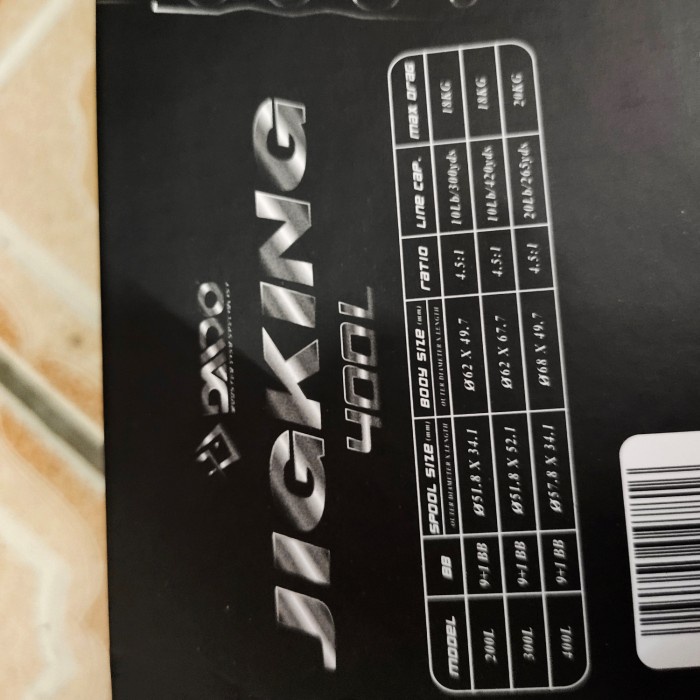 DAIDO
JIGKING
400L
MODEL BB SPOOL SIZE (mm) OUTER DIAMETER X LENGTH BODY SIZE (mm) OUTER DIAMETER X LENGTH RATIO LINE CAP. MAX DRAG
200L 9+1 BB Ø51.8 X 34.1 Ø62 X 49.7 4.5:1 10Lb/300yds 18KG
300L 9+1 BB Ø51.8 X 52.1 Ø62 X 67.7 4.5:1 10Lb/420yds 18KG
400L 9+1 BB Ø57.8 X 34.1 Ø68 X 49.7 4.5:1 20Lb/265yds 20KG